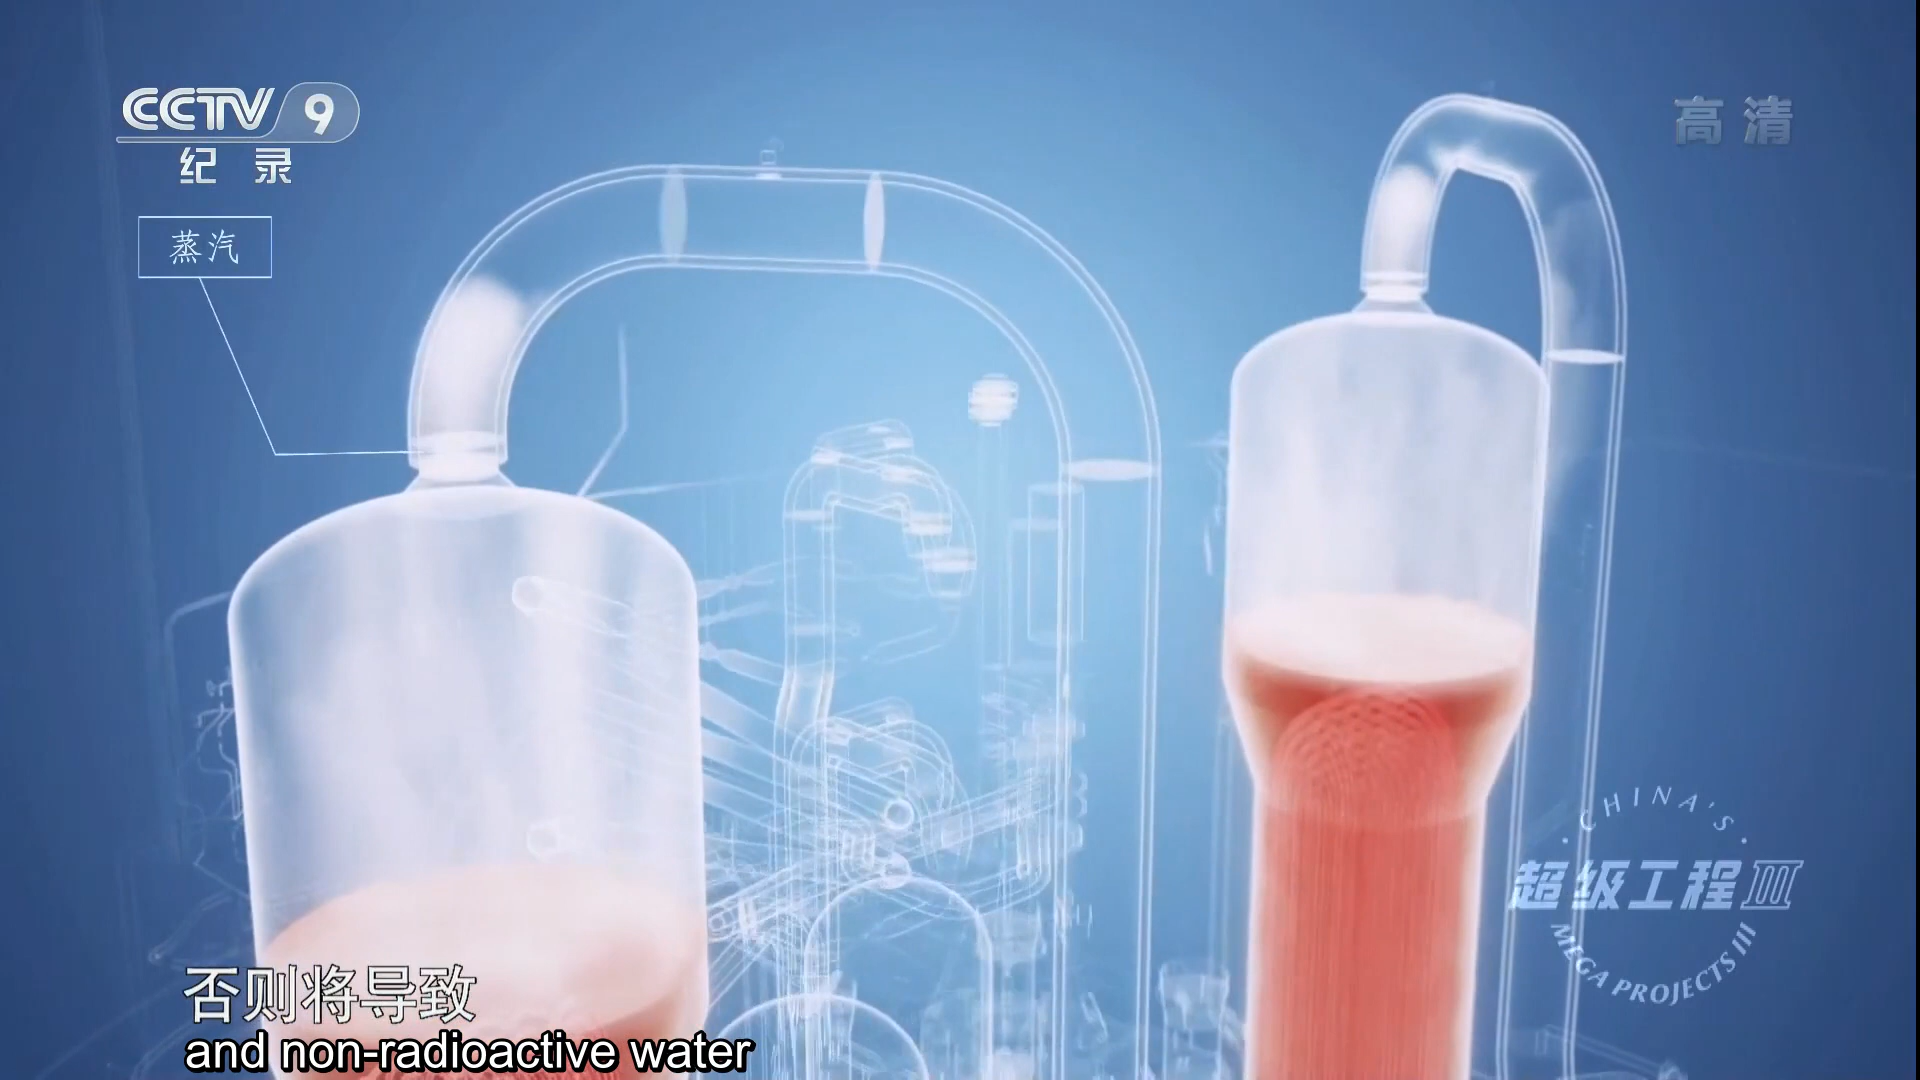 CCTV 9
纪录
高清
蒸汽
CHINA'S
超级工程III
MEGA PROJECTS III
否则将导致
and non-radioactive water